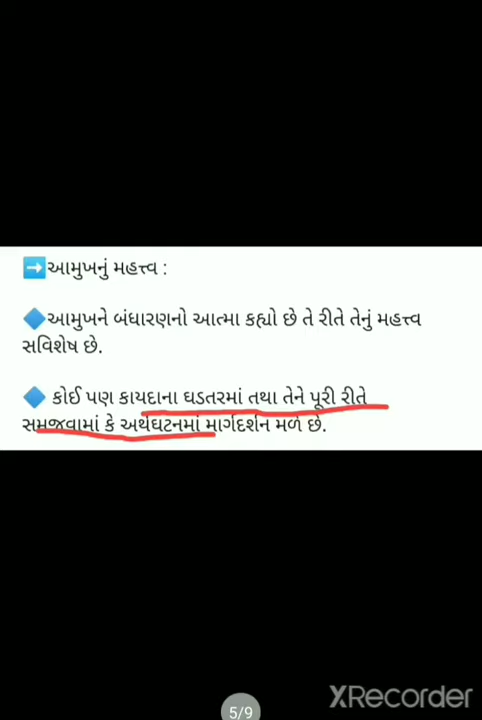 ➡આમુખનું મહત્ત્વ :
🔷આમુખને બંધારણનો આત્મા કહ્યો છે તે રીતે તેનું મહત્ત્વ
સવિશેષ છે.
🔷 કોઈ પણ કાયદાના ઘડતરમાં તથા તેને પૂરી રીતે
સમજવામાં કે અર્થઘટનમાં માર્ગદર્શન મળે છે.
XRecorder
5/9